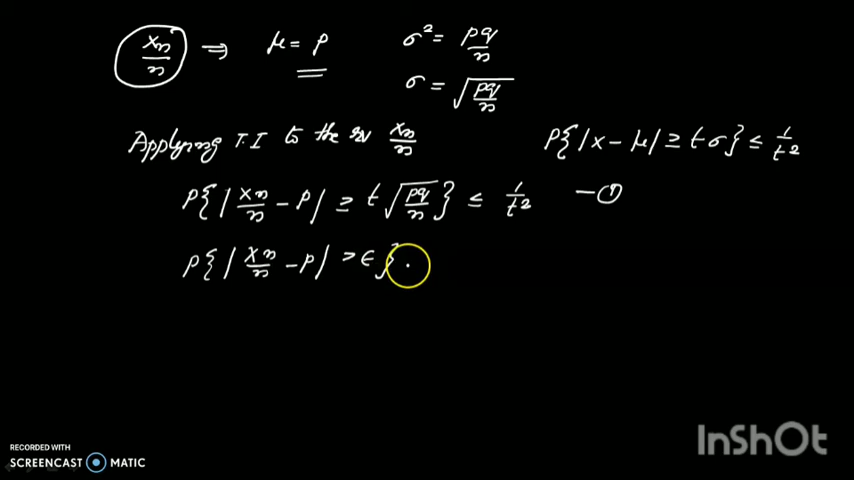 Xn/n ⇒ μ = p σ² = pq/n
σ = √(pq/n)
Applying T.I to the rv Xn/n P{|X − μ| ≥ tσ} ≤ 1/t²
P{|Xn/n − p| ≥ t√(pq/n)} ≤ 1/t² —①
P{|Xn/n − p| > ϵ}
InShOt
RECORDED WITH
SCREENCAST MATIC